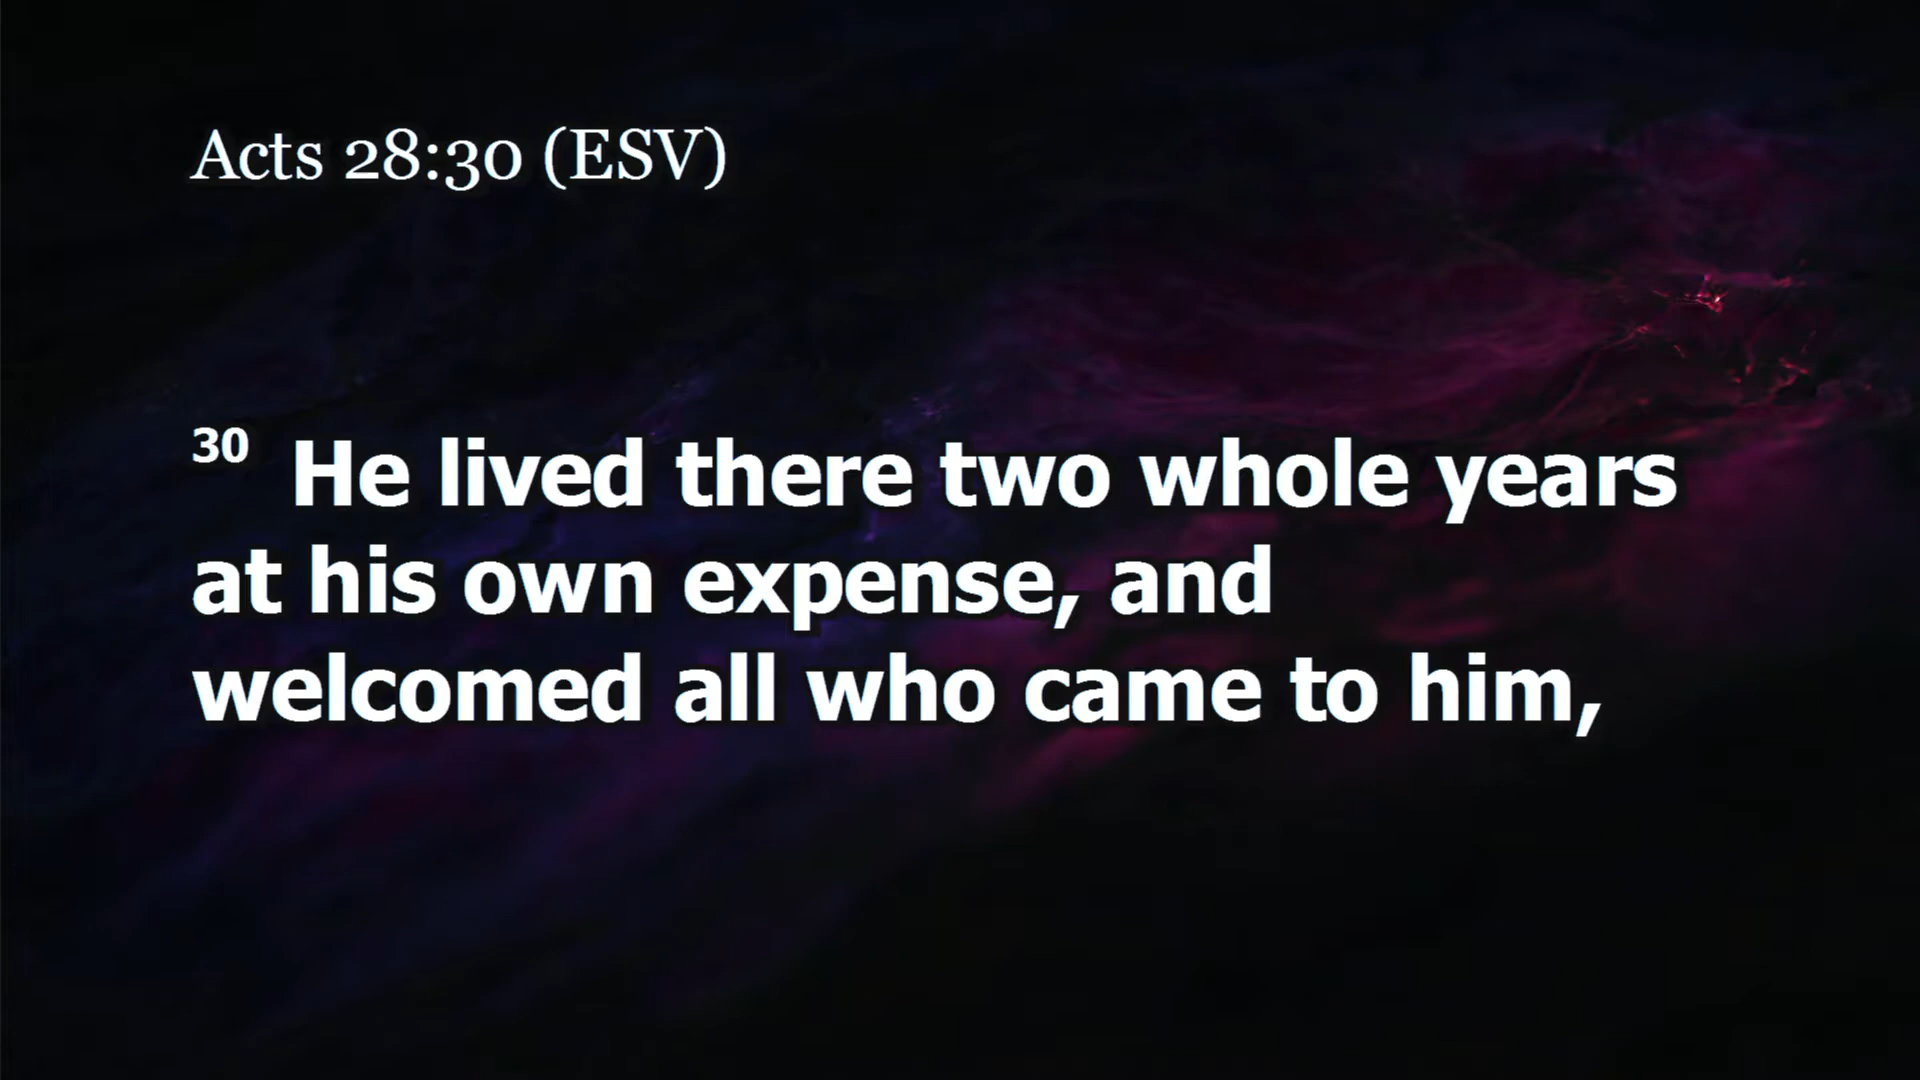 Acts 28:30 (ESV)
30 He lived there two whole years
at his own expense, and
welcomed all who came to him,